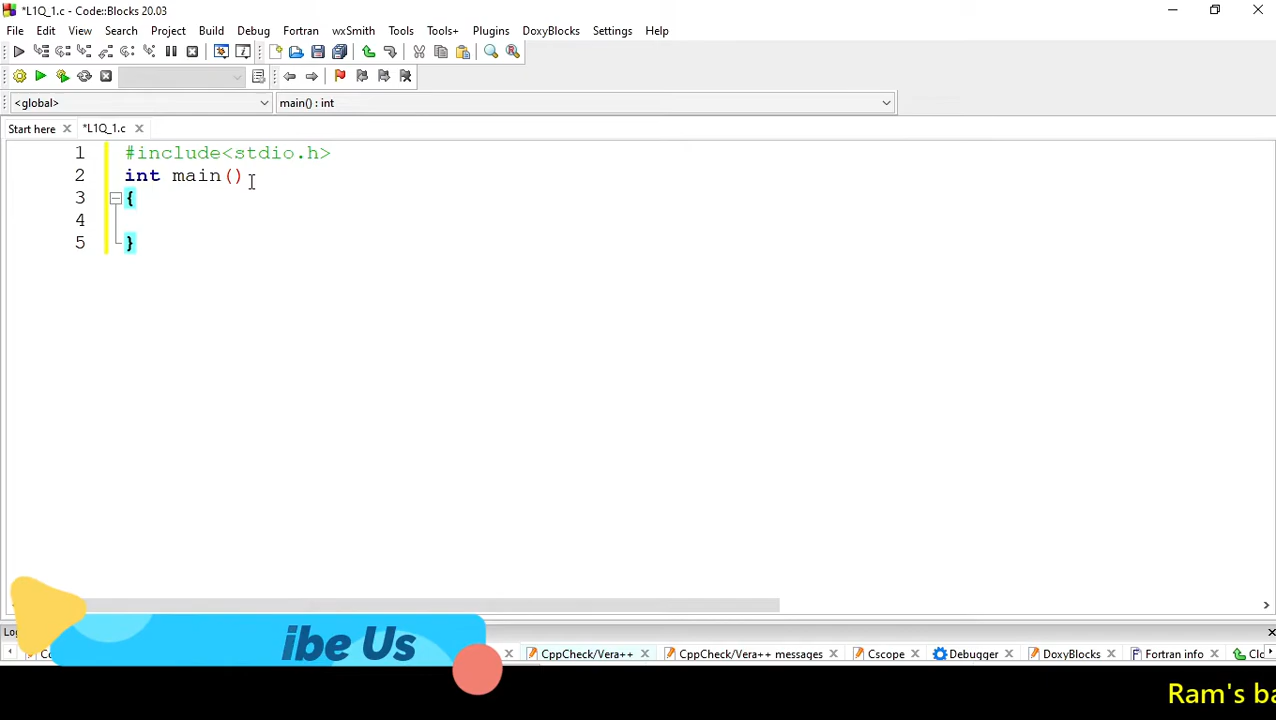 *L1Q_1.c - Code::Blocks 20.03
File Edit View Search Project Build Debug Fortran wxSmith Tools Tools+ Plugins DoxyBlocks Settings Help
<global> main() : int
Start here *L1Q_1.c
1 #include<stdio.h>
2 int main()
3 {
4
5 }
CppCheck/Vera++ CppCheck/Vera++ messages Cscope Debugger DoxyBlocks Fortran info Clo
ibe Us
Ram's ba